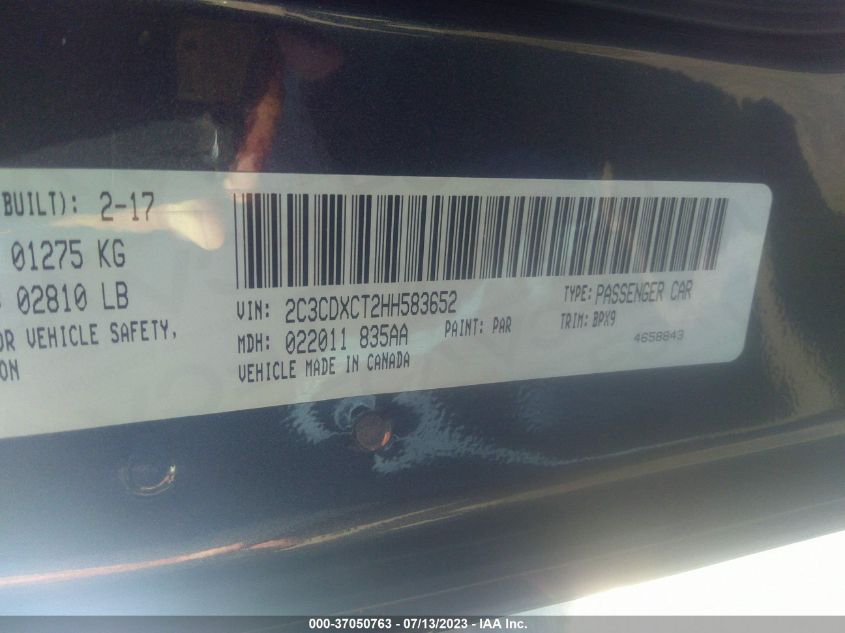 BUILT): 2-17
01275 KG
02810 LB
OR VEHICLE SAFETY,
ON
VIN: 2C3CDXCT2HH583652
TYPE: PASSENGER CAR
MDH: 022011 835AA
PAINT: PAR
TRIM: BPX9
VEHICLE MADE IN CANADA
4658843
000-37050763 - 07/13/2023 - IAA Inc.